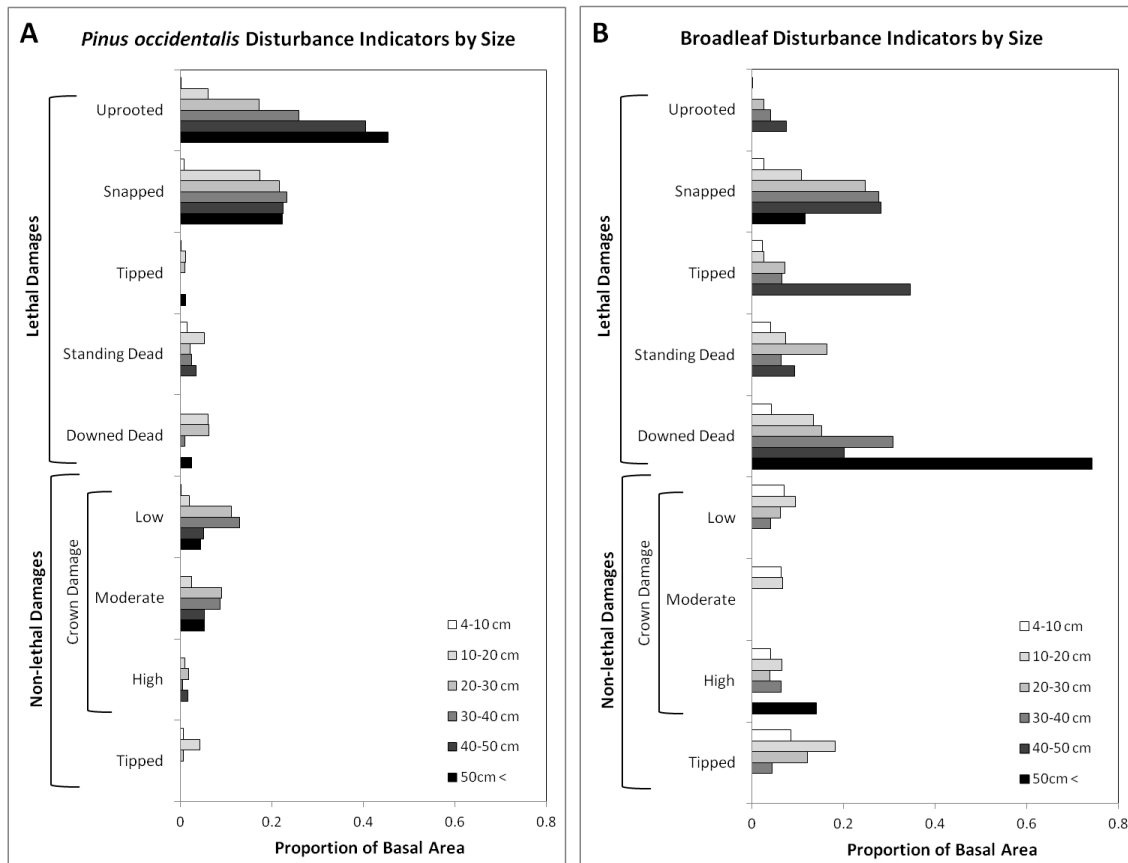 A
Pinus occidentalis Disturbance Indicators by Size
Lethal Damages
Non-lethal Damages
Crown Damage
Uprooted
Snapped
Tipped
Standing Dead
Downed Dead
Low
Moderate
High
Tipped
4-10 cm
10-20 cm
20-30 cm
30-40 cm
40-50 cm
50cm <
0 0.2 0.4 0.6 0.8
Proportion of Basal Area
B
Broadleaf Disturbance Indicators by Size
Lethal Damages
Non-lethal Damages
Crown Damage
Uprooted
Snapped
Tipped
Standing Dead
Downed Dead
Low
Moderate
High
Tipped
4-10 cm
10-20 cm
20-30 cm
30-40 cm
40-50 cm
50cm <
0 0.2 0.4 0.6 0.8
Proportion of Basal Area